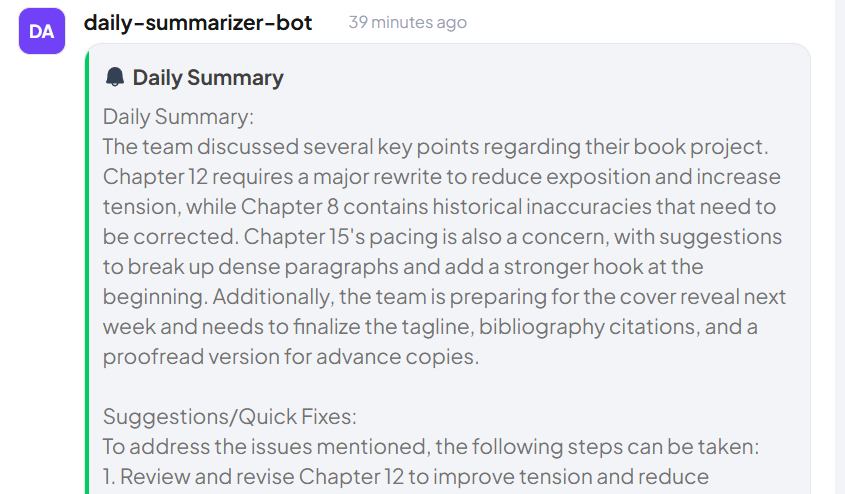 DA
daily-summarizer-bot 39 minutes ago
Daily Summary
Daily Summary:
The team discussed several key points regarding their book project.
Chapter 12 requires a major rewrite to reduce exposition and increase
tension, while Chapter 8 contains historical inaccuracies that need to
be corrected. Chapter 15's pacing is also a concern, with suggestions
to break up dense paragraphs and add a stronger hook at the
beginning. Additionally, the team is preparing for the cover reveal next
week and needs to finalize the tagline, bibliography citations, and a
proofread version for advance copies.
Suggestions/Quick Fixes:
To address the issues mentioned, the following steps can be taken:
1. Review and revise Chapter 12 to improve tension and reduce